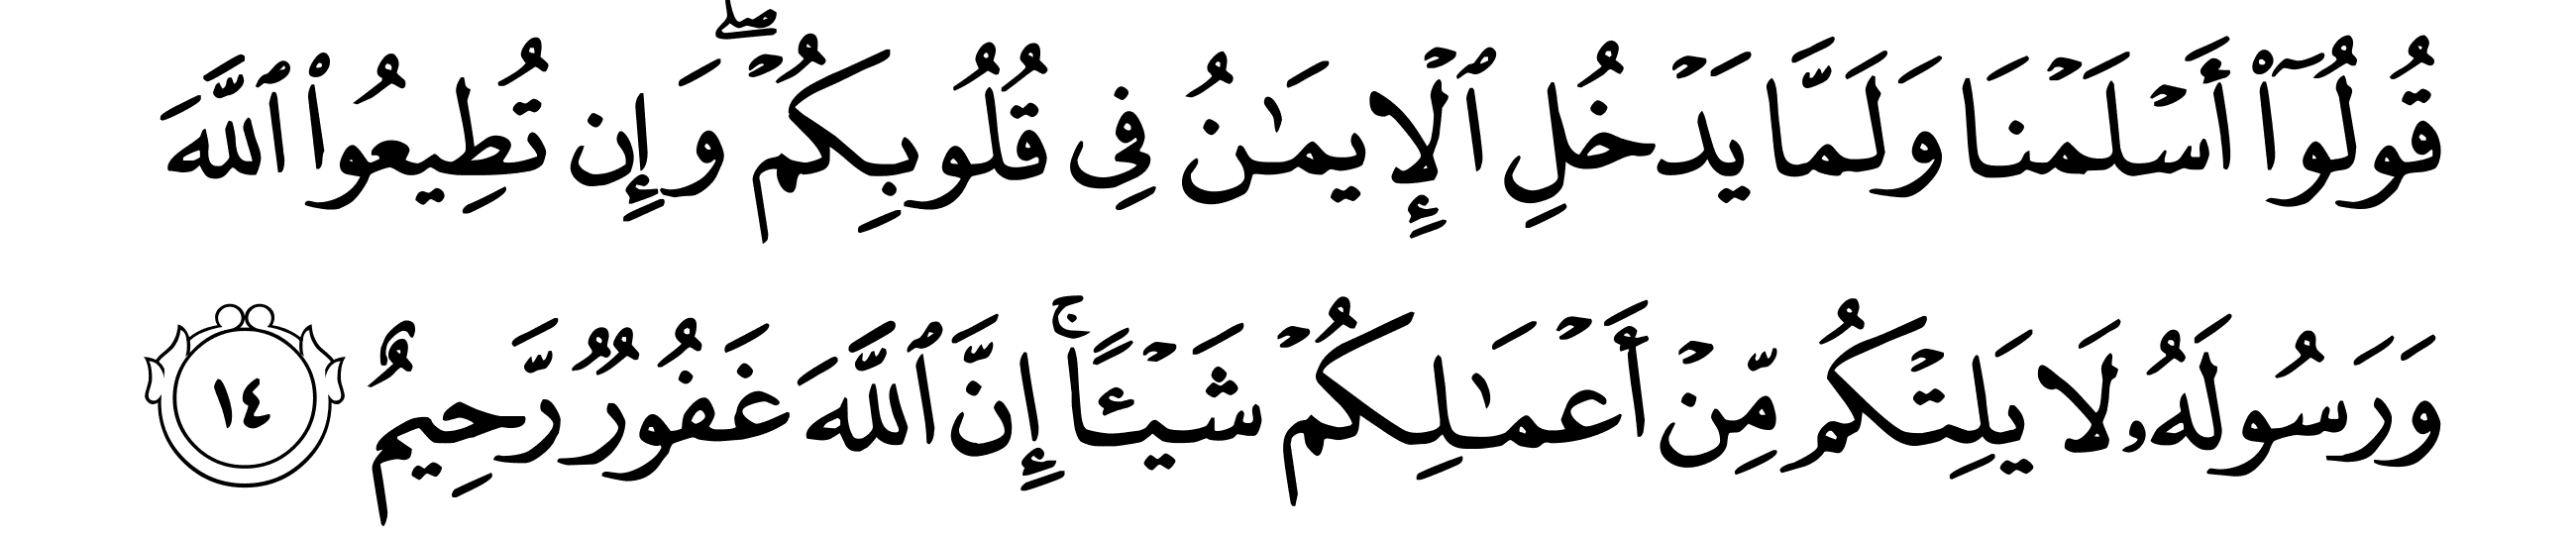 قُولُوٓا۟ أَسْلَمْنَا وَلَمَّا يَدْخُلِ ٱلْإِيمَـٰنُ فِى قُلُوبِكُمْ ۖ وَإِن تُطِيعُوا۟ ٱللَّهَ
وَرَسُولَهُۥ لَا يَلِتْكُم مِّنْ أَعْمَـٰلِكُمْ شَيْـًٔا ۚ إِنَّ ٱللَّهَ غَفُورٌ رَّحِيمٌ ١٤